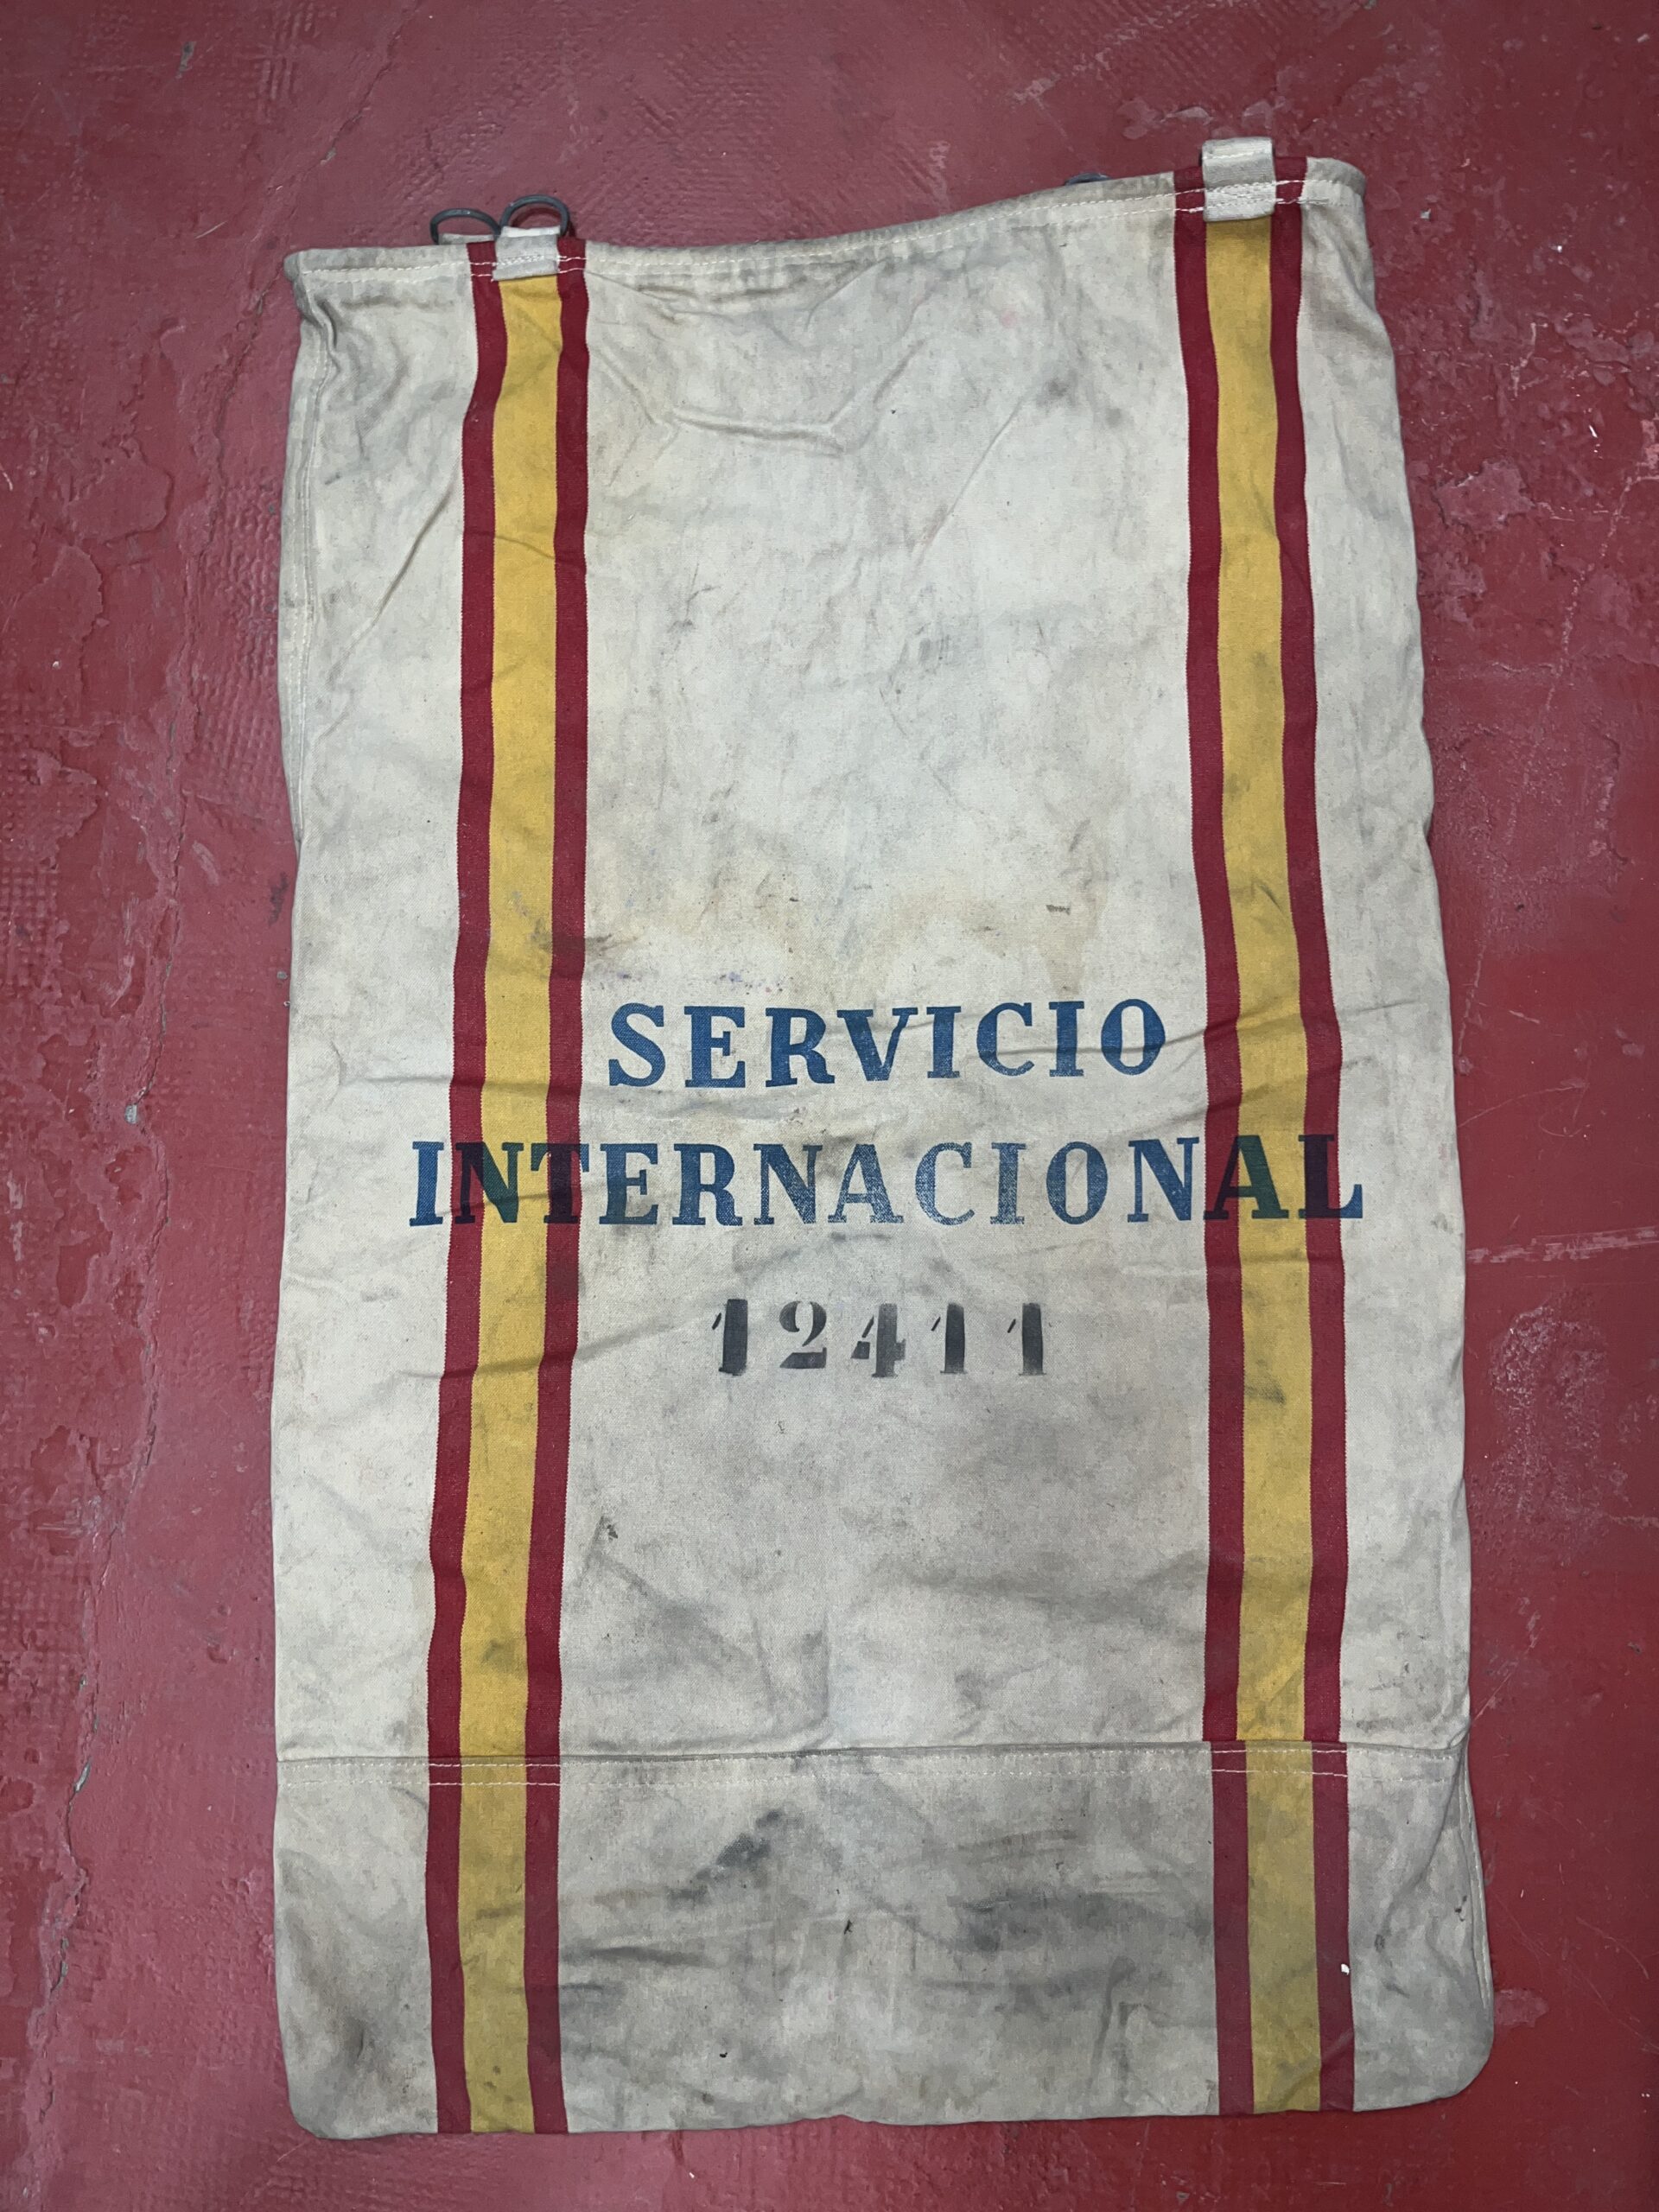 SERVICIO
INTERNACIONAL
12411